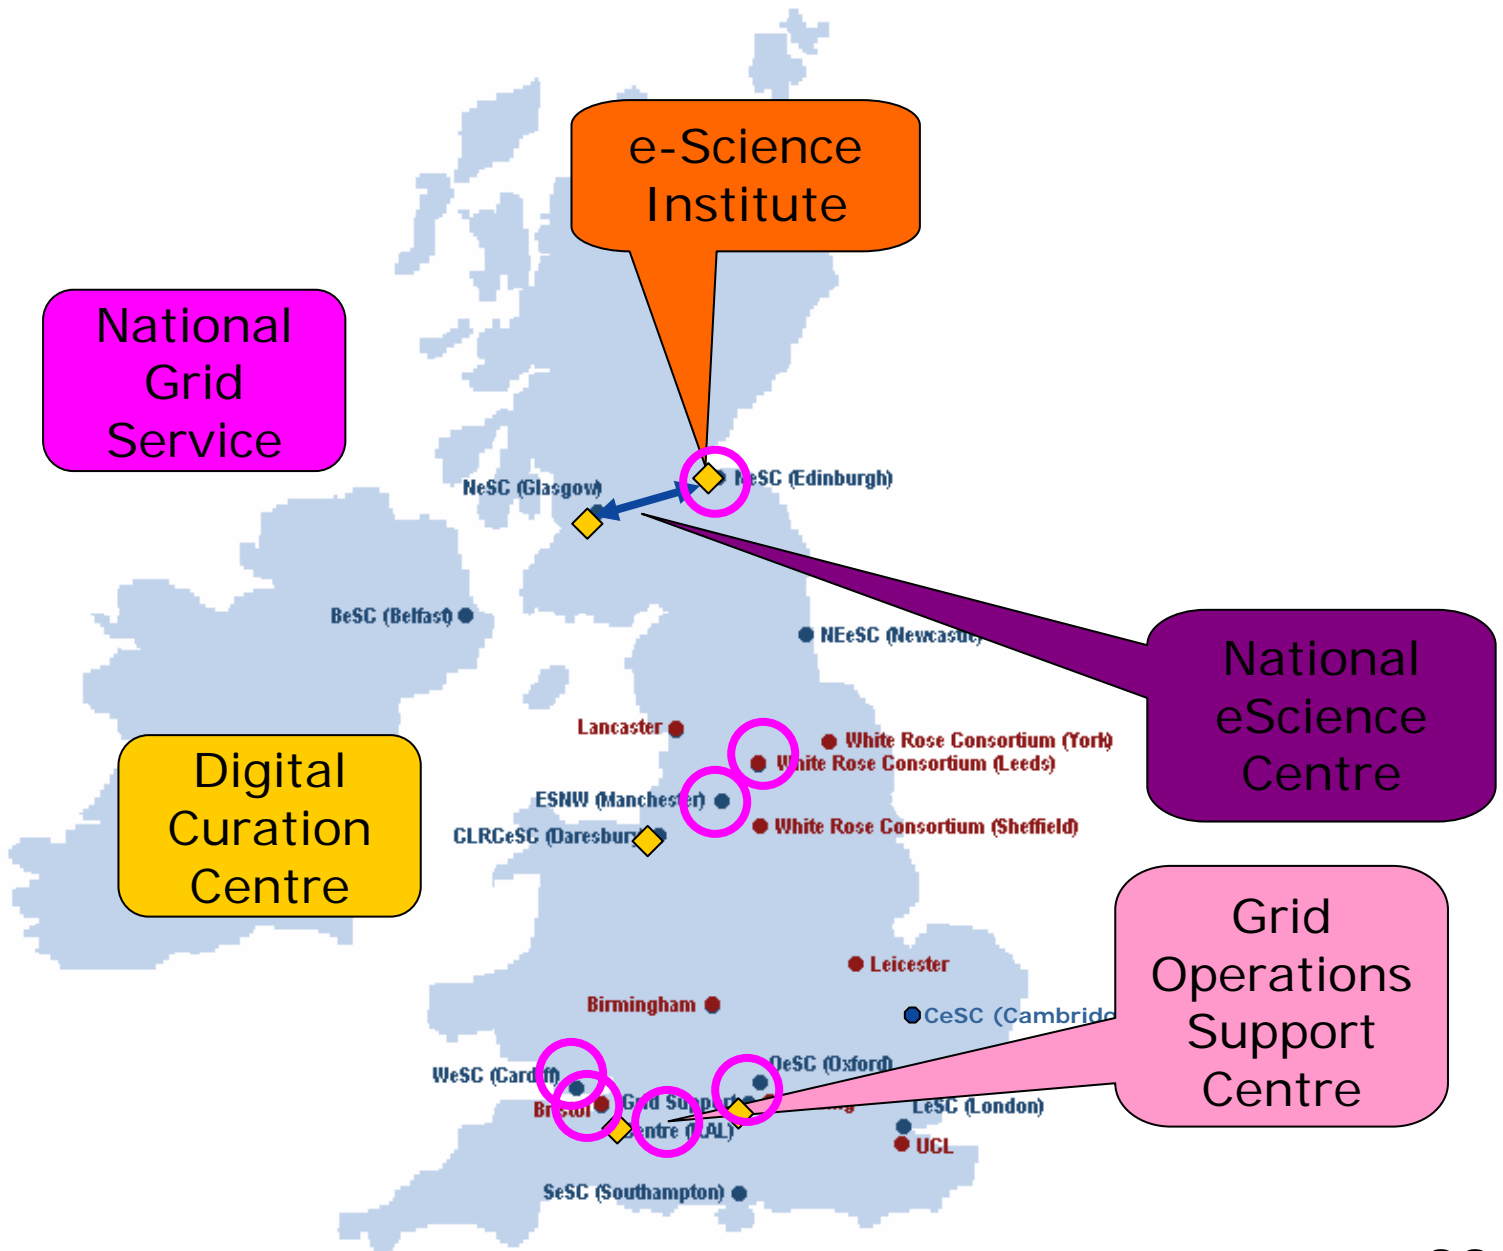 e-Science
Institute
National
Grid
Service
NeSC (Edinburgh)
NeSC (Glasgow)
BeSC (Belfast)
NEeSC (Newcastle)
National
eScience
Centre
Lancaster
White Rose Consortium (York)
White Rose Consortium (Leeds)
Digital
Curation
Centre
ESNW (Manchester)
White Rose Consortium (Sheffield)
CLRCeSC (Daresbury
Grid
Operations
Support
Centre
Leicester
Birmingham
CeSC (Cambridg
OeSC (Oxford)
WeSC (Cardiff)
Bristol
Grid Support
Centre (RAL)
LeSC (London)
UCL
SeSC (Southampton)